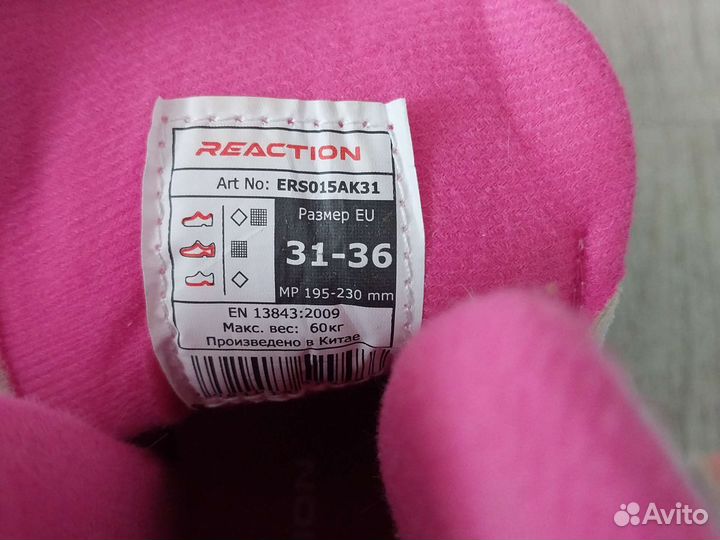 REACTION
Art No: ERS015AK31
Размер EU
31-36
MP 195-230 mm
EN 13843:2009
Макс. вес: 60кг
Произведено в Китае
ION
Avito